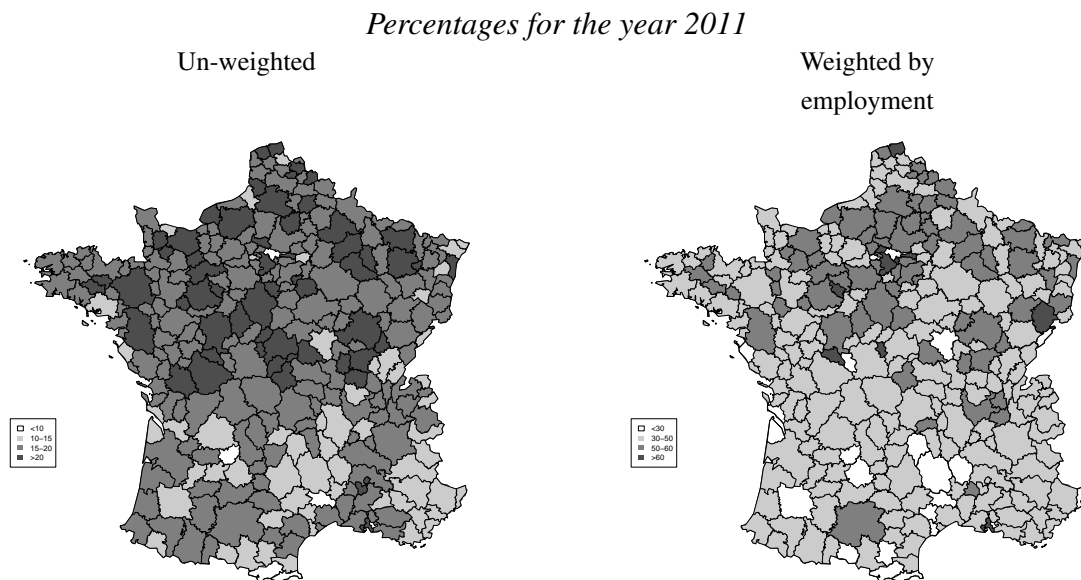 Percentages for the year 2011
Un-weighted
Weighted by
employment
<10
10–15
15–20
>20
<30
30–50
50–60
>60